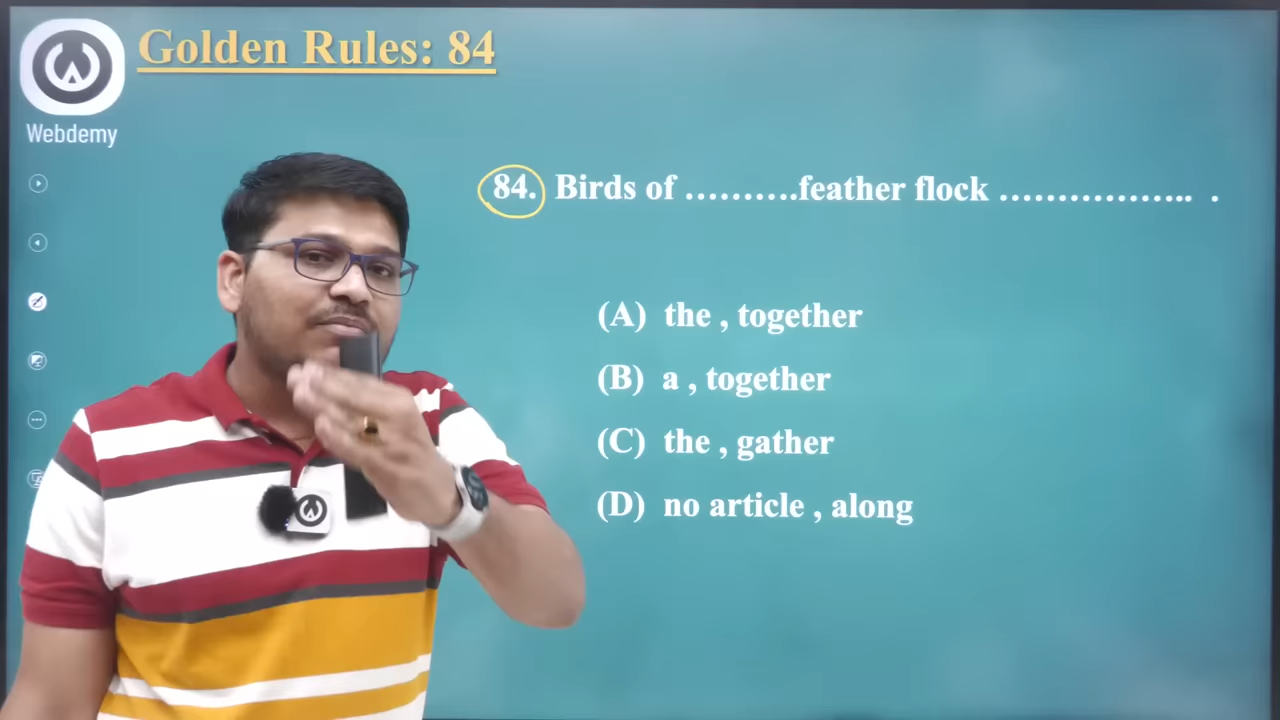 Golden Rules: 84
Webdemy
84. Birds of ..........feather flock ................. .
(A) the , together
(B) a , together
(C) the , gather
(D) no article , along